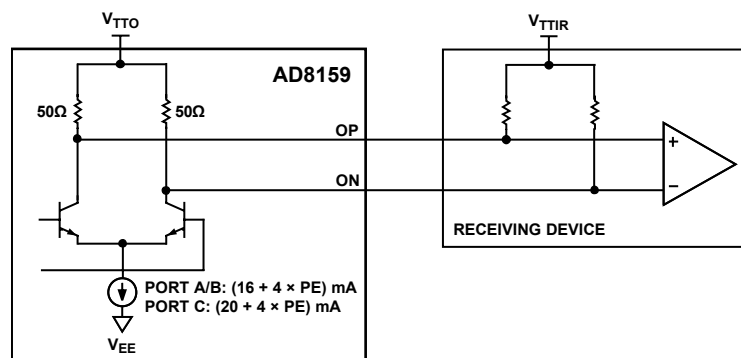 V_TTO
V_TTIR
AD8159
50Ω
50Ω
OP
+
ON
−
RECEIVING DEVICE
PORT A/B: (16 + 4 × PE) mA
PORT C: (20 + 4 × PE) mA
V_EE